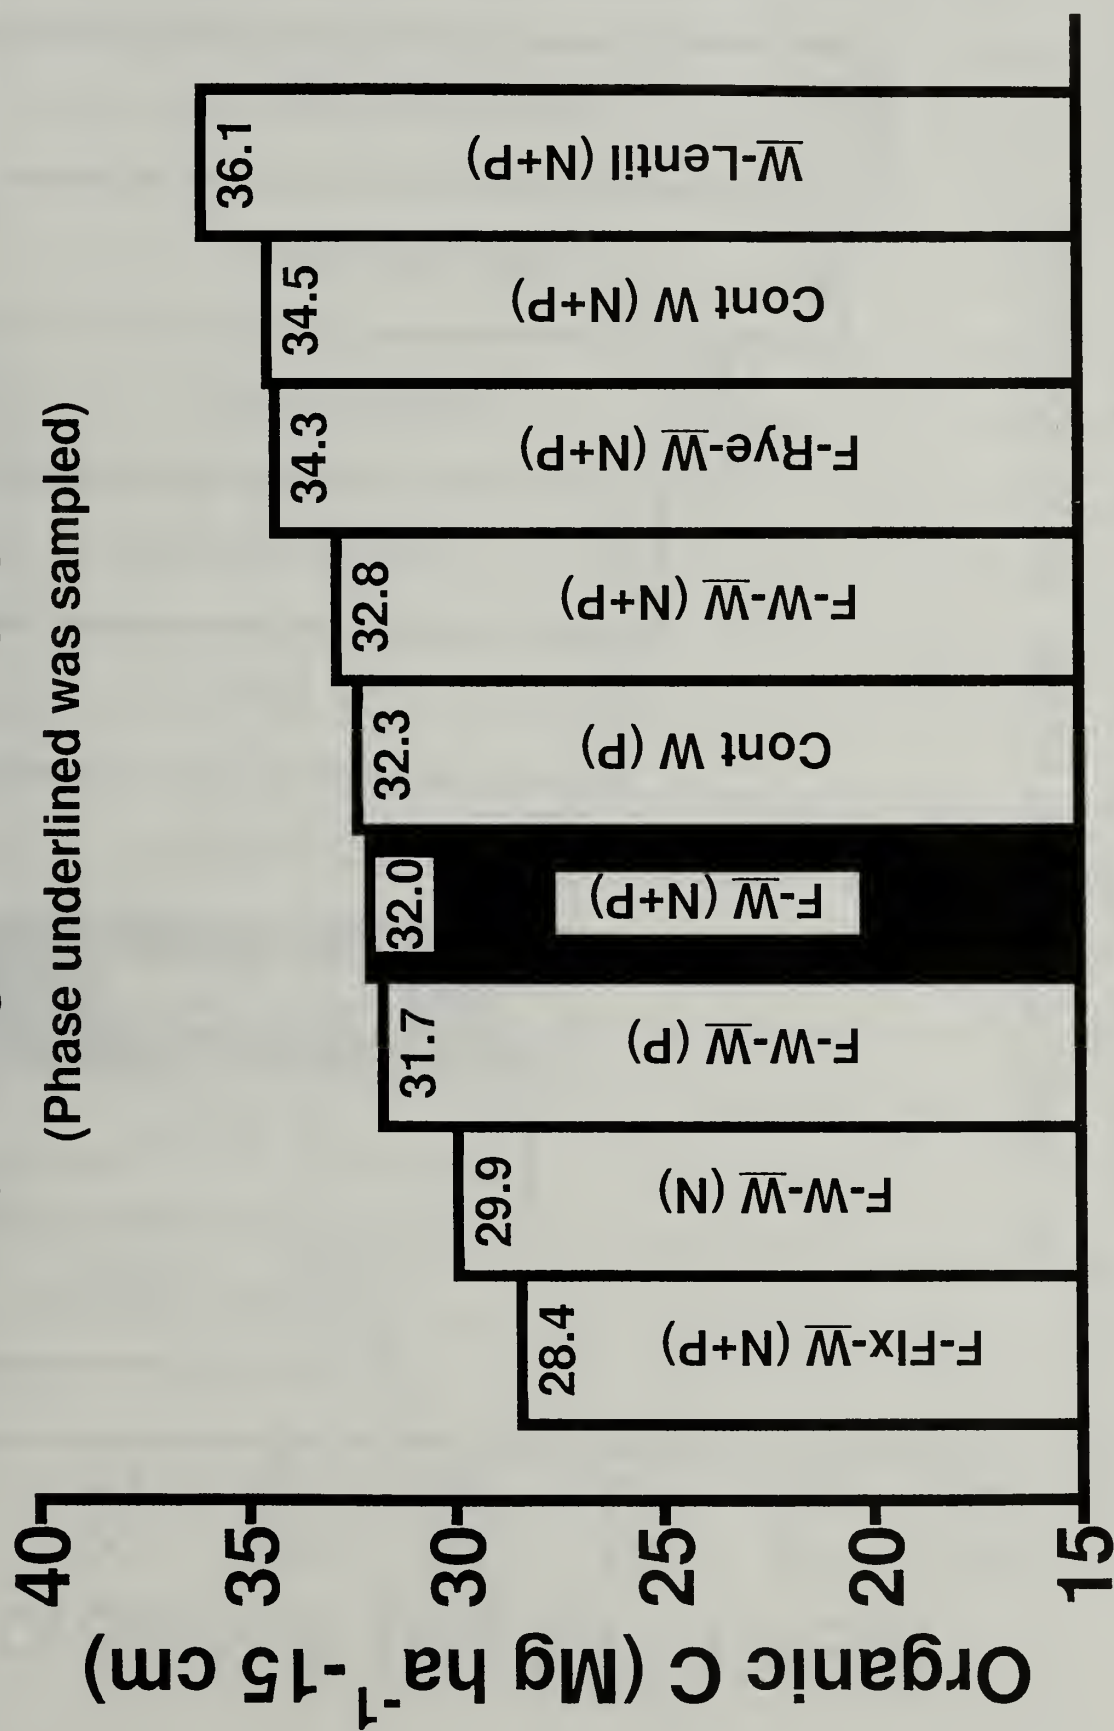 (Phase underlined was sampled)
Organic C (Mg ha⁻¹-15 cm)
40
35
30
25
20
15
28.4
F-Flx-W (N+P)
29.9
F-W-W (N)
31.7
F-W-W (P)
32.0
F-W (N+P)
32.3
Cont W (P)
32.8
F-W-W (N+P)
34.3
F-Rye-W (N+P)
34.5
Cont W (N+P)
36.1
W-Lentil (N+P)